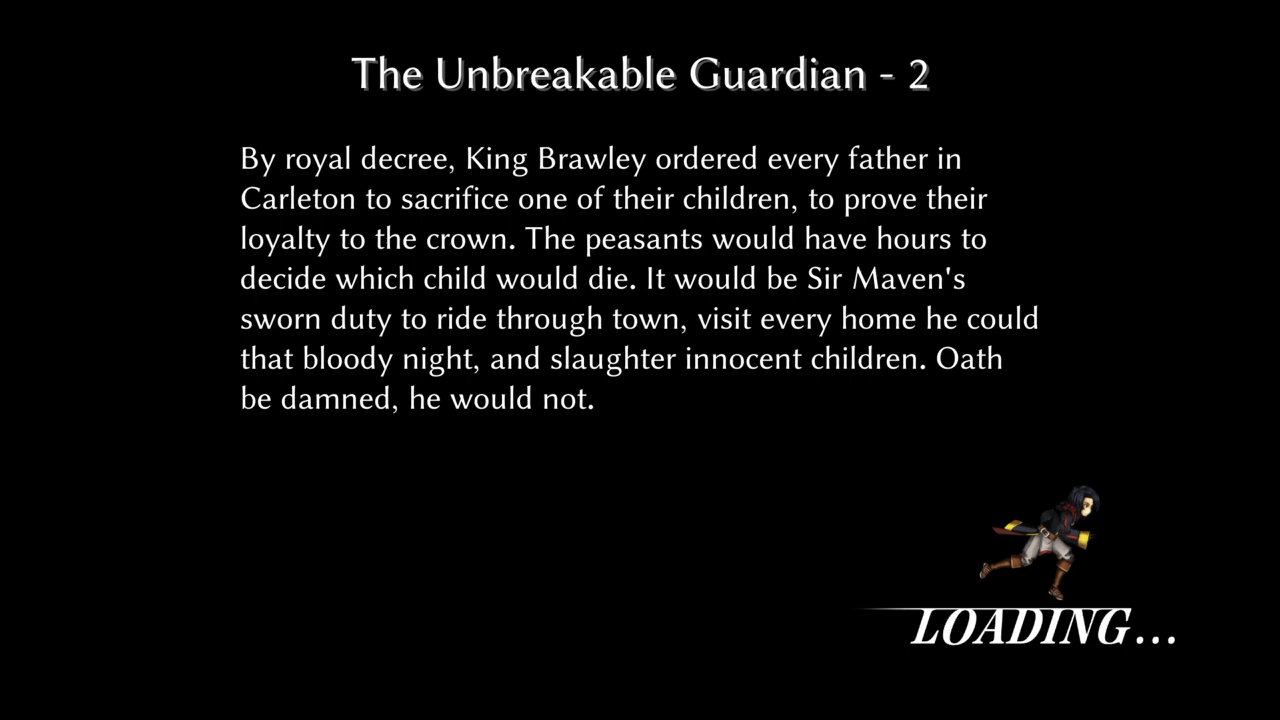 The Unbreakable Guardian - 2
By royal decree, King Brawley ordered every father in
Carleton to sacrifice one of their children, to prove their
loyalty to the crown. The peasants would have hours to
decide which child would die. It would be Sir Maven's
sworn duty to ride through town, visit every home he could
that bloody night, and slaughter innocent children. Oath
be damned, he would not.
LOADING...